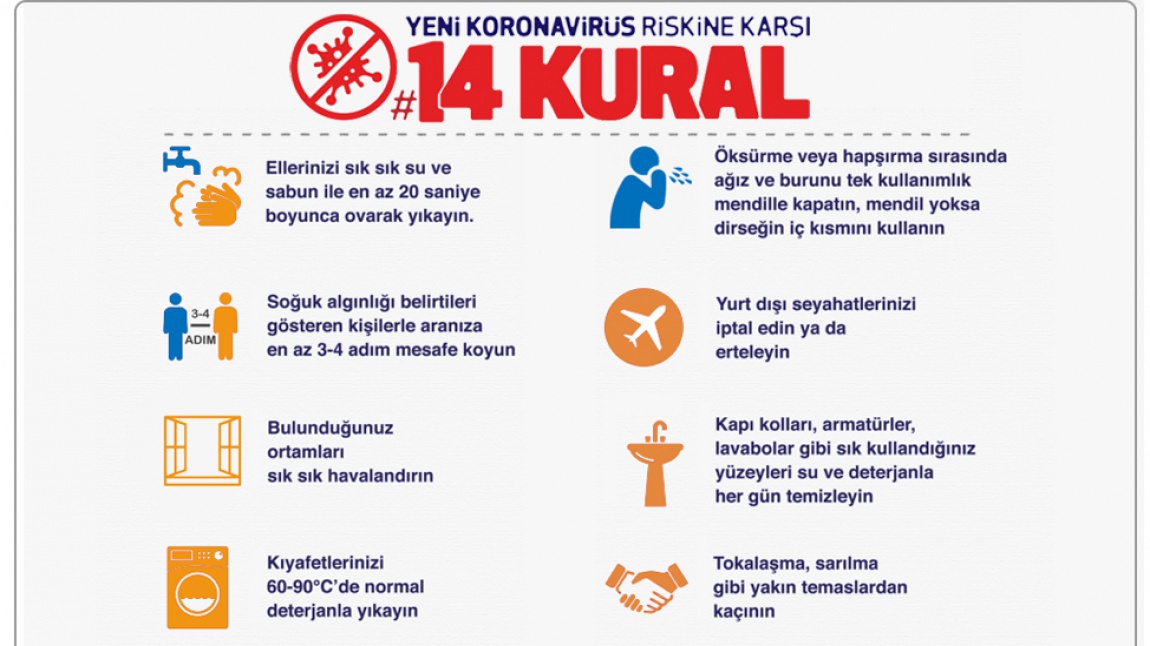 YENİ KORONAVİRÜS RİSKİNE KARSI
#14 KURAL
Ellerinizi sık sık su ve
sabun ile en az 20 saniye
boyunca ovarak yıkayın.
Öksürme veya hapşırma sırasında
ağız ve burunu tek kullanımlık
mendille kapatın, mendil yoksa
dirseğin iç kısmını kullanın
3-4
ADIM
Soğuk algınlığı belirtileri
gösteren kişilerle aranıza
en az 3-4 adım mesafe koyun
Yurt dışı seyahatlerinizi
iptal edin ya da
erteleyin
Bulunduğunuz
ortamları
sık sık havalandırın
Kapı kolları, armatürler,
lavabolar gibi sık kullandığınız
yüzeyleri su ve deterjanla
her gün temizleyin
Kıyafetlerinizi
60-90°C’de normal
deterjanla yıkayın
Tokalaşma, sarılma
gibi yakın temaslardan
kaçının